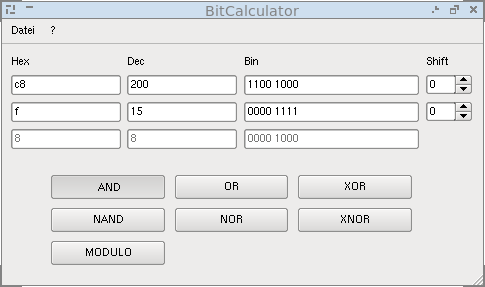 BitCalculator
Datei ?
Hex Dec Bin Shift
c8 200 1100 1000 0
f 15 0000 1111 0
8 8 0000 1000
AND OR XOR
NAND NOR XNOR
MODULO